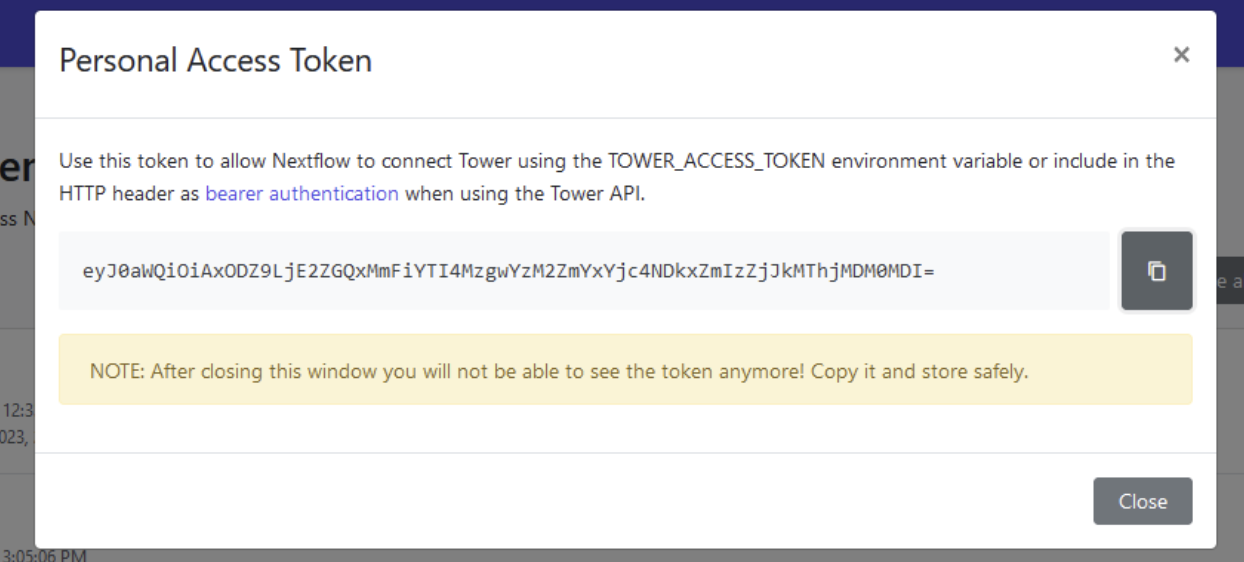 Personal Access Token
×
er
Use this token to allow Nextflow to connect Tower using the TOWER_ACCESS_TOKEN environment variable or include in the
HTTP header as bearer authentication when using the Tower API.
ss N
eyJ0aWQiOiAxODZ9LjE2ZGQxMmFiYTI4MzgwYzM2ZmYxYjc4NDkxZmIzZjJkMThjMDM0MDI=
e a
NOTE: After closing this window you will not be able to see the token anymore! Copy it and store safely.
12:3
023,
Close
3:05:06 PM